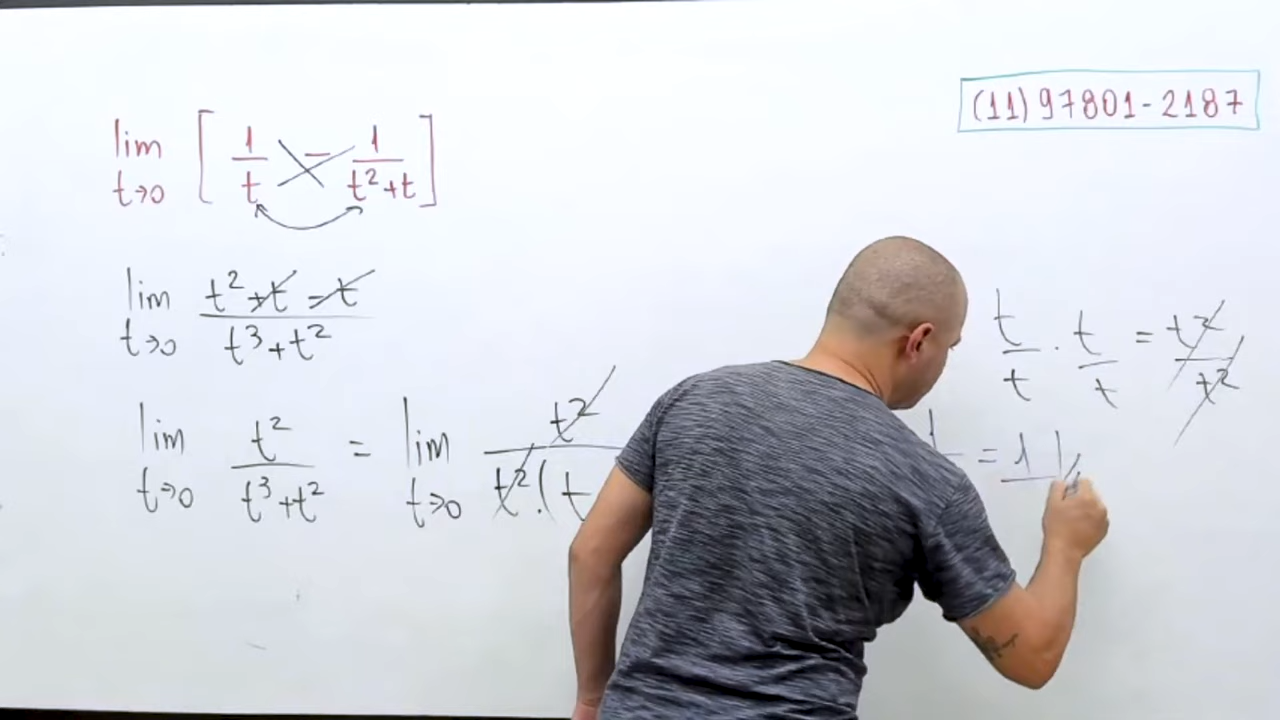 (11) 97801-2187
lim t→0 [ 1/t - 1/(t²+t) ]
lim t→0 (t²+t-t)/(t³+t²)
t/t · t/t = t²/t²
lim t→0 t²/(t³+t²) = lim t→0 t²/(t²·(t
1
= 1